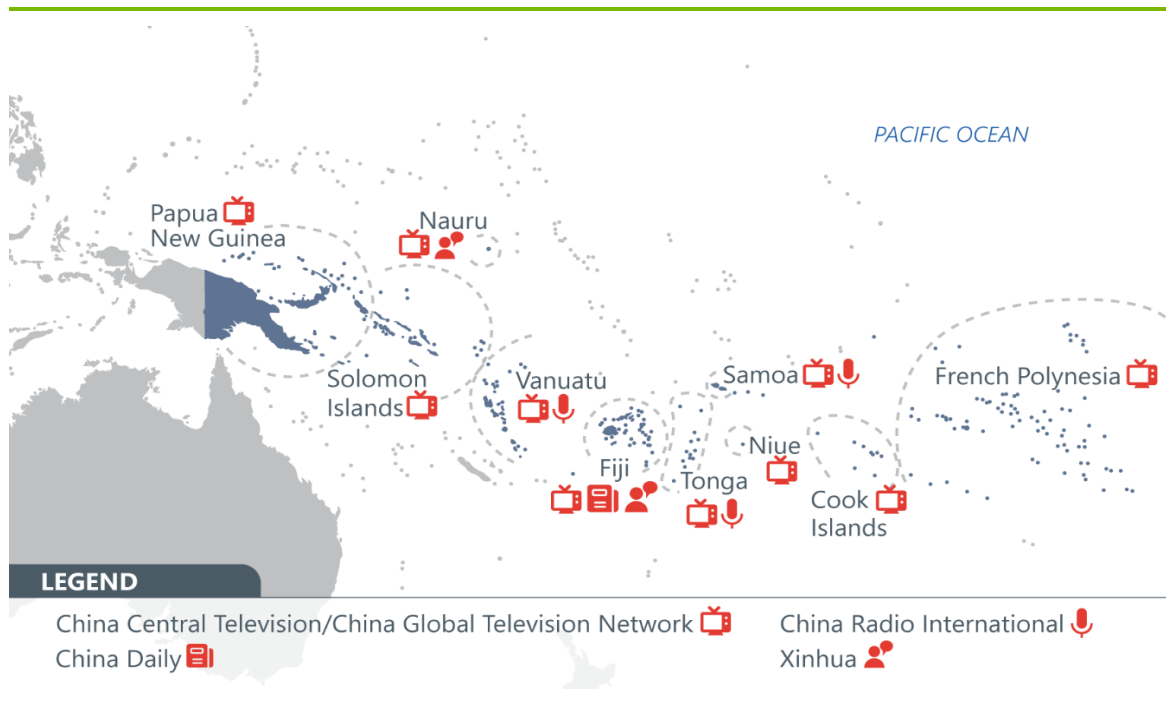 PACIFIC OCEAN
Papua
New Guinea
Nauru
Solomon
Islands
Vanuatu
Samoa
French Polynesia
Fiji
Tonga
Niue
Cook
Islands
LEGEND
China Central Television/China Global Television Network
China Radio International
China Daily
Xinhua